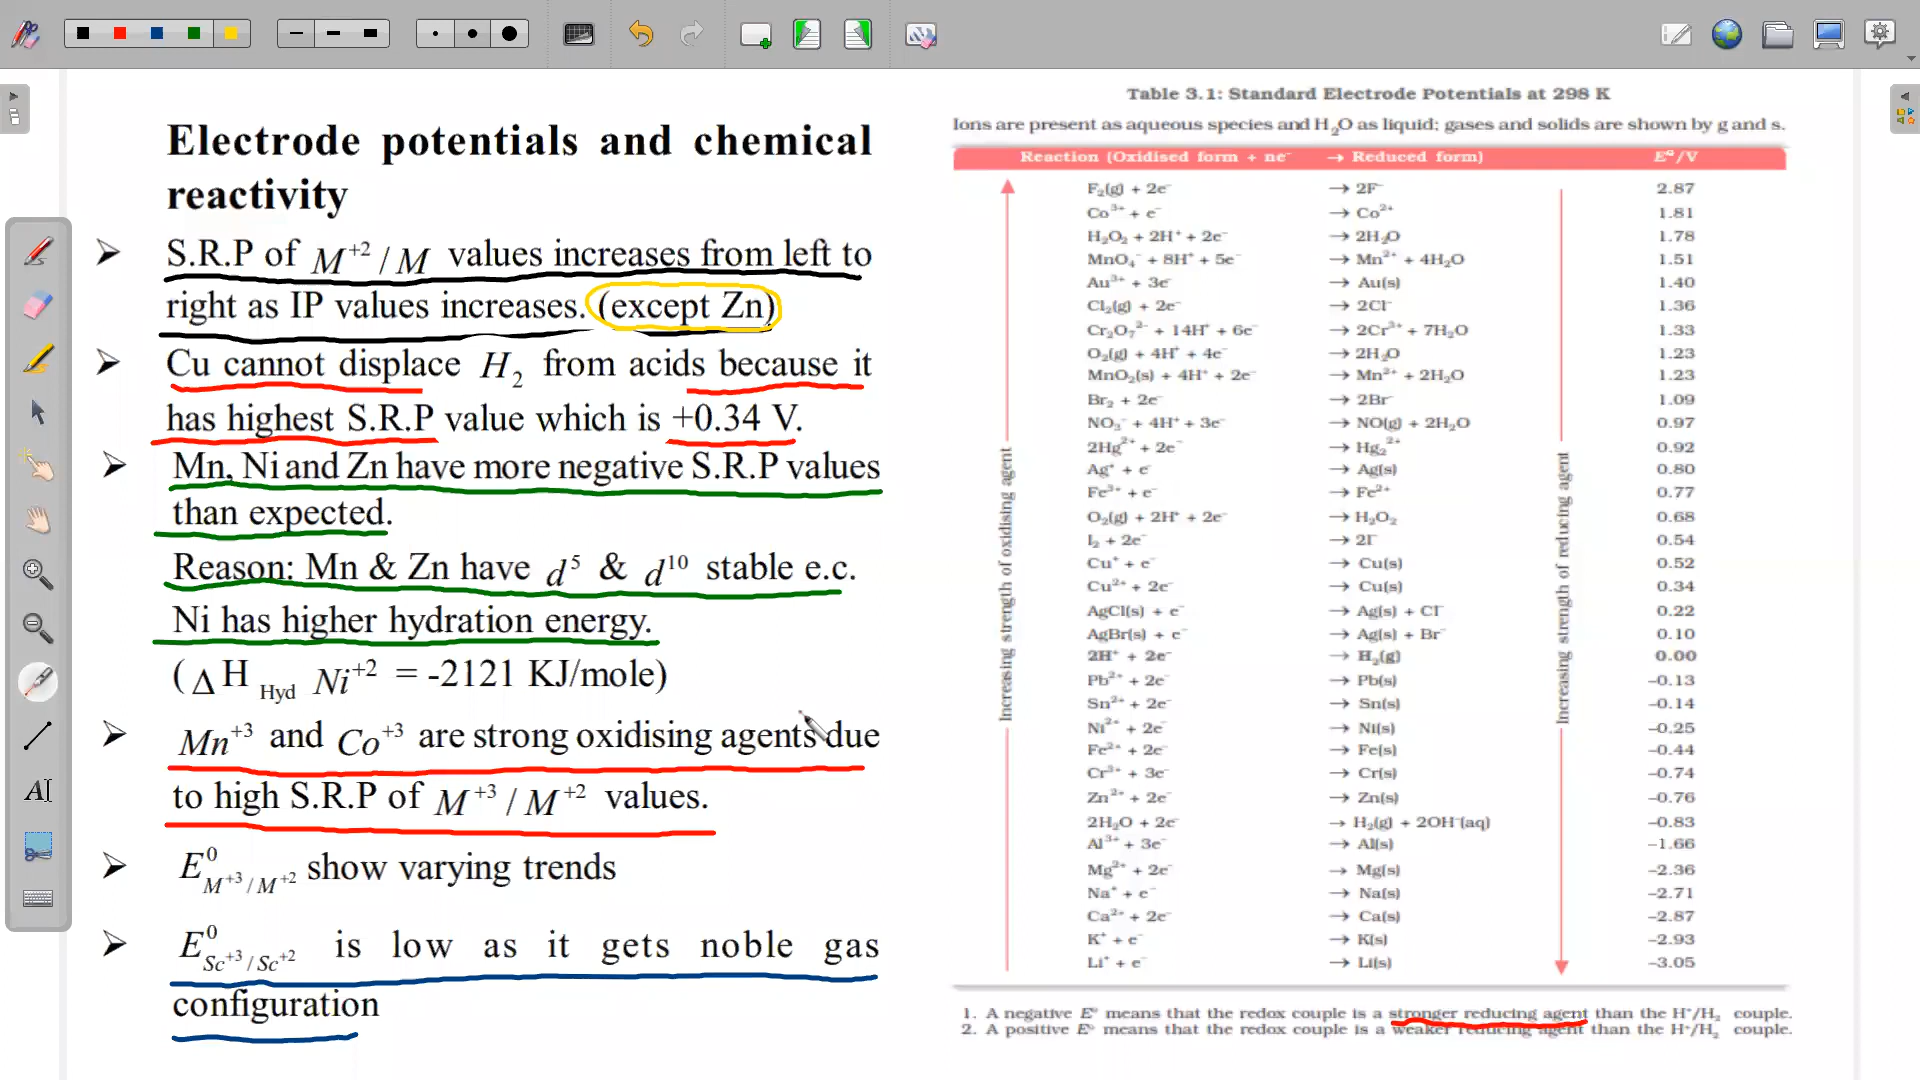 Electrode potentials and chemical
reactivity
➢ S.R.P of M⁺² / M values increases from left to
right as IP values increases. (except Zn)
➢ Cu cannot displace H₂ from acids because it
has highest S.R.P value which is +0.34 V.
➢ Mn, Ni and Zn have more negative S.R.P values
than expected.
Reason: Mn & Zn have d⁵ & d¹⁰ stable e.c.
Ni has higher hydration energy.
( Δ H Hyd Ni⁺² = -2121 KJ/mole)
➢ Mn⁺³ and Co⁺³ are strong oxidising agents due
to high S.R.P of M⁺³ / M⁺² values.
➢ E⁰ M⁺³ / M⁺² show varying trends
➢ E⁰ Sc⁺³ / Sc⁺² is low as it gets noble gas
configuration
Table 3.1: Standard Electrode Potentials at 298 K
Ions are present as aqueous species and H₂O as liquid; gases and solids are shown by g and s.
Reaction (Oxidised form + ne⁻ → Reduced form) E°/V
F₂(g) + 2e⁻ → 2F⁻ 2.87
Co³⁺ + e⁻ → Co²⁺ 1.81
H₂O₂ + 2H⁺ + 2e⁻ → 2H₂O 1.78
MnO₄⁻ + 8H⁺ + 5e⁻ → Mn²⁺ + 4H₂O 1.51
Au³⁺ + 3e⁻ → Au(s) 1.40
Cl₂(g) + 2e⁻ → 2Cl⁻ 1.36
Cr₂O₇²⁻ + 14H⁺ + 6e⁻ → 2Cr³⁺ + 7H₂O 1.33
O₂(g) + 4H⁺ + 4e⁻ → 2H₂O 1.23
MnO₂(s) + 4H⁺ + 2e⁻ → Mn²⁺ + 2H₂O 1.23
Br₂ + 2e⁻ → 2Br⁻ 1.09
NO₃⁻ + 4H⁺ + 3e⁻ → NO(g) + 2H₂O 0.97
2Hg²⁺ + 2e⁻ → Hg₂²⁺ 0.92
Ag⁺ + e⁻ → Ag(s) 0.80
Fe³⁺ + e⁻ → Fe²⁺ 0.77
O₂(g) + 2H⁺ + 2e⁻ → H₂O₂ 0.68
I₂ + 2e⁻ → 2I⁻ 0.54
Cu⁺ + e⁻ → Cu(s) 0.52
Cu²⁺ + 2e⁻ → Cu(s) 0.34
AgCl(s) + e⁻ → Ag(s) + Cl⁻ 0.22
AgBr(s) + e⁻ → Ag(s) + Br⁻ 0.10
2H⁺ + 2e⁻ → H₂(g) 0.00
Pb²⁺ + 2e⁻ → Pb(s) –0.13
Sn²⁺ + 2e⁻ → Sn(s) –0.14
Ni²⁺ + 2e⁻ → Ni(s) –0.25
Fe²⁺ + 2e⁻ → Fe(s) –0.44
Cr³⁺ + 3e⁻ → Cr(s) –0.74
Zn²⁺ + 2e⁻ → Zn(s) –0.76
2H₂O + 2e⁻ → H₂(g) + 2OH⁻(aq) –0.83
Al³⁺ + 3e⁻ → Al(s) –1.66
Mg²⁺ + 2e⁻ → Mg(s) –2.36
Na⁺ + e⁻ → Na(s) –2.71
Ca²⁺ + 2e⁻ → Ca(s) –2.87
K⁺ + e⁻ → K(s) –2.93
Li⁺ + e⁻ → Li(s) –3.05
Increasing strength of oxidising agent
Increasing strength of reducing agent
1. A negative E° means that the redox couple is a stronger reducing agent than the H⁺/H₂ couple.
2. A positive E° means that the redox couple is a weaker reducing agent than the H⁺/H₂ couple.
AI